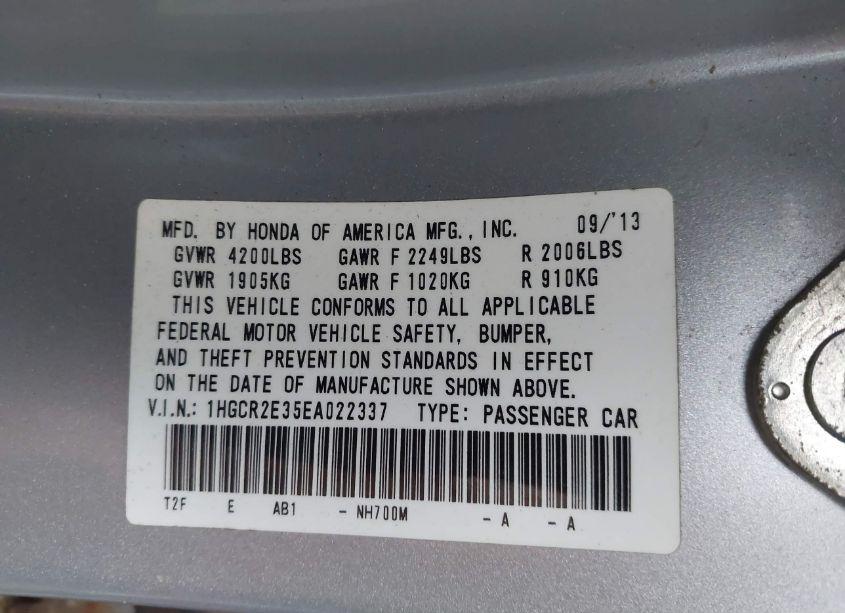 MFD. BY HONDA OF AMERICA MFG., INC. 09/'13
GVWR 4200LBS GAWR F 2249LBS R 2006LBS
GVWR 1905KG GAWR F 1020KG R 910KG
THIS VEHICLE CONFORMS TO ALL APPLICABLE
FEDERAL MOTOR VEHICLE SAFETY, BUMPER,
AND THEFT PREVENTION STANDARDS IN EFFECT
ON THE DATE OF MANUFACTURE SHOWN ABOVE.
V.I.N.: 1HGCR2E35EA022337 TYPE: PASSENGER CAR
T2F E AB1 - NH700M - A - A